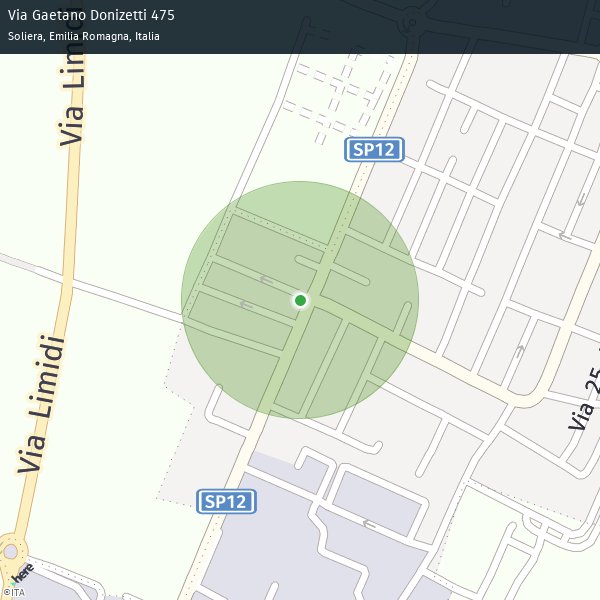 Via Gaetano Donizetti 475
Soliera, Emilia Romagna, Italia
Via Limidi
SP12
Via Limidi
Via 25
SP12
here
©ITA